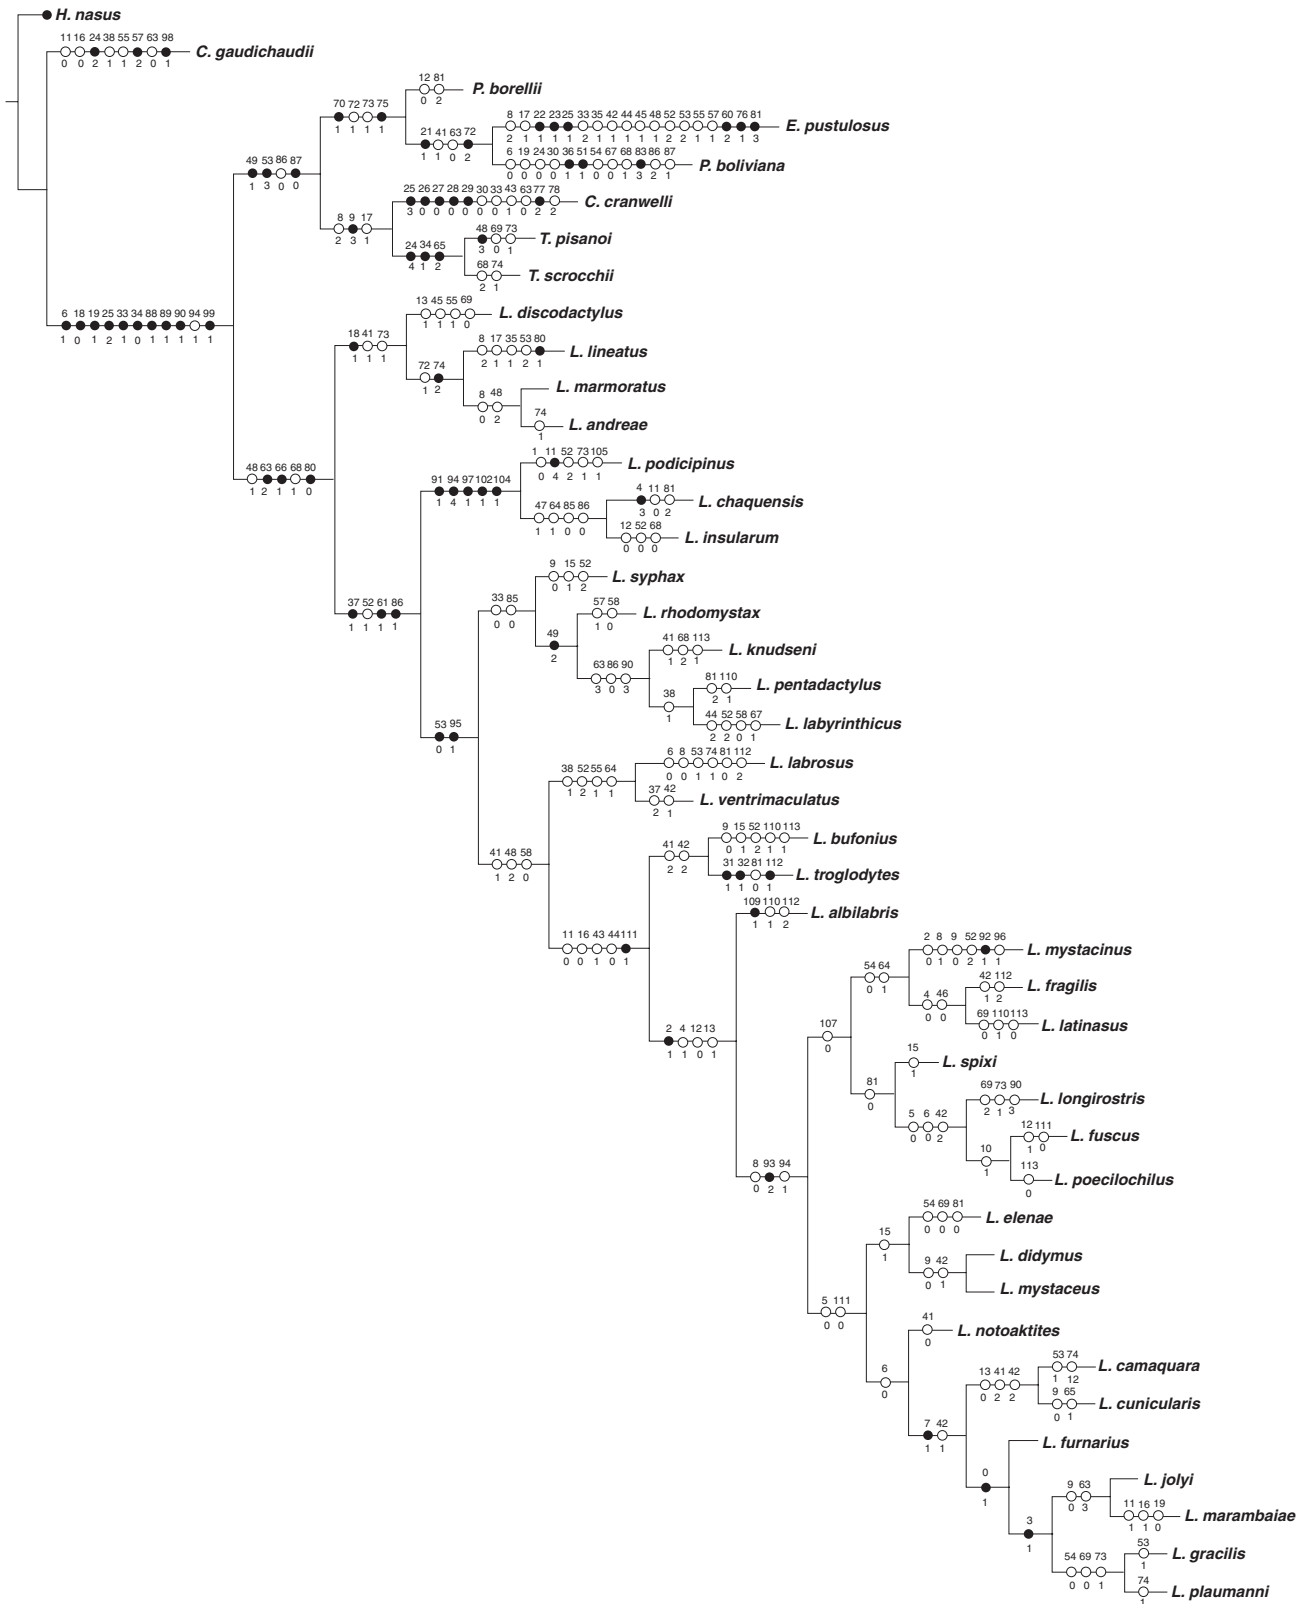 H. nasus
11 16 24 38 55 57 63 98
C. gaudichaudii
0 0 2 1 1 2 0 1
12 81
P. borellii
0 2
70 72 73 75
1 1 1 1
8 17 22 23 25 33 35 42 44 45 48 52 53 55 57 60 76 81
E. pustulosus
2 1 1 1 1 2 1 1 1 1 1 2 2 1 1 2 1 3
21 41 63 72
1 1 0 2
6 19 24 30 36 51 54 67 68 83 86 87
P. boliviana
0 0 0 0 1 1 0 0 1 3 2 1
49 53 86 87
1 3 0 0
25 26 27 28 29 30 33 43 63 77 78
C. cranwelli
3 0 0 0 0 0 0 1 0 2 2
8 9 17
2 3 1
48 69 73
T. pisanoi
3 0 1
24 34 65
4 1 2
68 74
T. scrocchii
2 1
6 18 19 25 33 34 88 89 90 94 99
1 0 1 2 1 0 1 1 1 1 1
13 45 55 69
L. discodactylus
1 1 1 0
18 41 73
1 1 1
8 17 35 53 80
L. lineatus
2 1 1 2 1
72 74
1 2
L. marmoratus
8 48
0 2
74
L. andreae
1
48 63 66 68 80
1 2 1 1 0
1 11 52 73 105
L. podicipinus
0 4 2 1 1
91 94 97 102 104
1 4 1 1 1
4 11 81
L. chaquensis
3 0 2
47 64 85 86
1 1 0 0
12 52 68
L. insularum
0 0 0
37 52 61 86
1 1 1 1
9 15 52
L. syphax
0 1 2
33 85
0 0
57 58
L. rhodomystax
1 0
49
2
41 68 113
L. knudseni
1 2 1
63 86 90
3 0 3
81 110
L. pentadactylus
2 1
38
1
44 52 58 67
L. labyrinthicus
2 2 0 1
53 95
0 1
6 8 53 74 81 112
L. labrosus
0 0 1 1 0 2
38 52 55 64
1 2 1 1
37 42
L. ventrimaculatus
2 1
41 48 58
1 2 0
9 15 52 110 113
L. bufonius
0 1 2 1 1
41 42
2 2
31 32 81 112
L. troglodytes
1 1 0 1
11 16 43 44 111
0 0 1 0 1
109 110 112
L. albilabris
1 1 2
2 4 12 13
1 1 0 1
2 8 9 52 92 96
L. mystacinus
0 1 0 2 1 1
54 64
0 1
42 112
L. fragilis
1 2
4 46
0 0
69 110 113
L. latinasus
0 1 0
107
0
15
L. spixi
1
81
0
69 73 90
L. longirostris
2 1 3
5 6 42
0 0 2
12 111
L. fuscus
1 0
10
1
113
L. poecilochilus
0
8 93 94
0 2 1
54 69 81
L. elenae
0 0 0
15
1
L. didymus
9 42
0 1
L. mystaceus
5 111
0 0
41
L. notoaktites
0
6
0
53 74
L. camaquara
1 12
13 41 42
0 2 2
9 65
L. cunicularis
0 1
7 42
1 1
L. furnarius
0
1
L. jolyi
9 63
0 3
11 16 19
L. marambaiae
1 1 0
3
1
53
L. gracilis
1
54 69 73
0 0 1
74
L. plaumanni
1